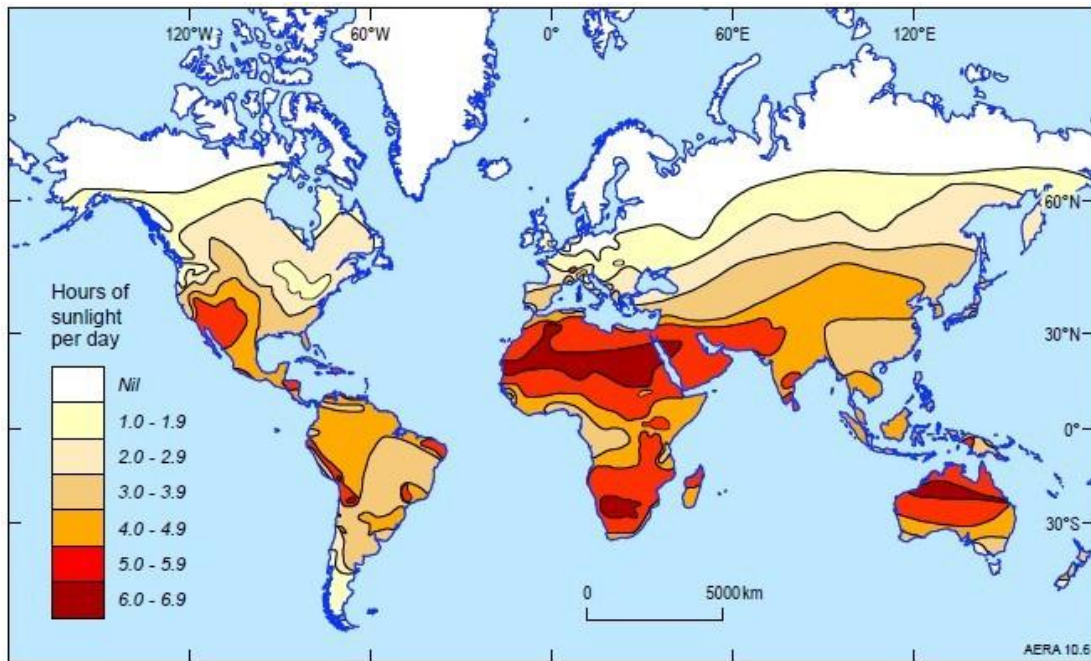 120°W 60°W 0° 60°E 120°E
60°N
30°N
0°
30°S
Hours of
sunlight
per day
Nil
1.0 - 1.9
2.0 - 2.9
3.0 - 3.9
4.0 - 4.9
5.0 - 5.9
6.0 - 6.9
0 5000 km
AERA 10.6